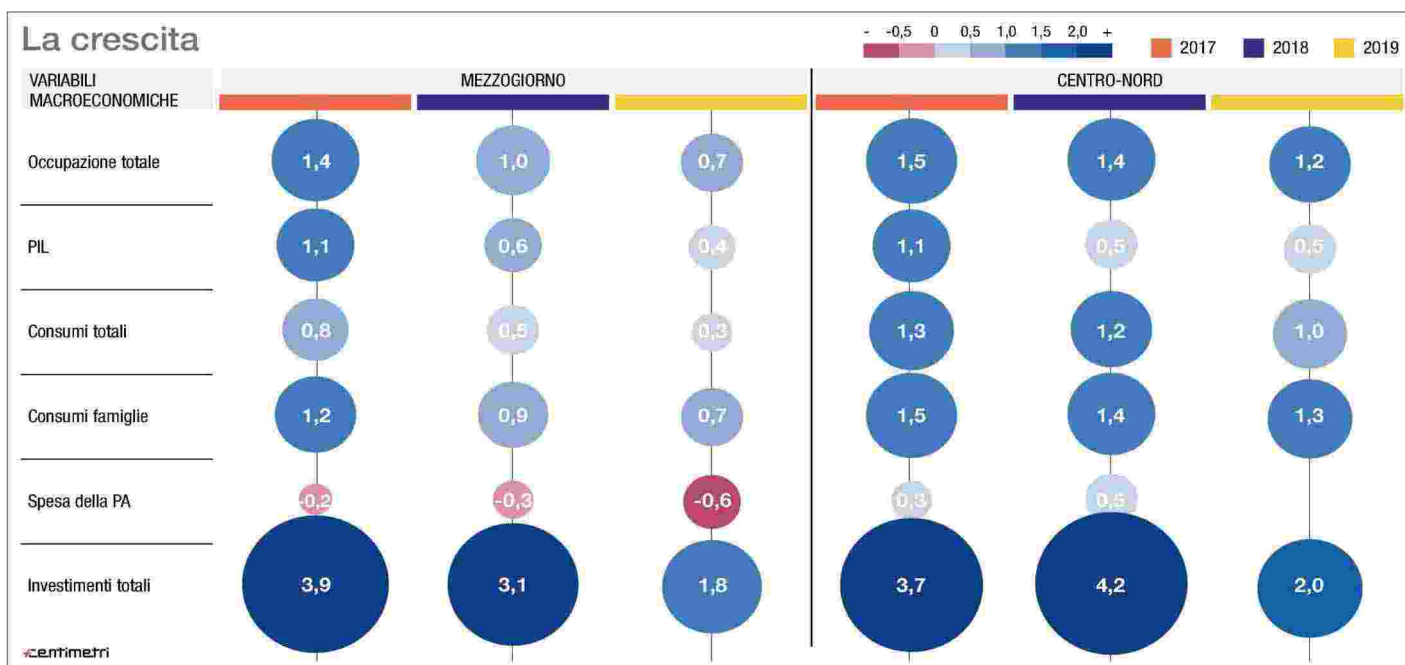 La crescita
- -0,5 0 0,5 1,0 1,5 2,0 +
2017 2018 2019
VARIABILI
MACROECONOMICHE
MEZZOGIORNO
CENTRO-NORD
Occupazione totale 1,4 1,0 0,7 1,5 1,4 1,2
PIL 1,1 0,6 0,4 1,1 0,5 0,5
Consumi totali 0,8 0,5 0,3 1,3 1,2 1,0
Consumi famiglie 1,2 0,9 0,7 1,5 1,4 1,3
Spesa della PA -0,2 -0,3 -0,6 0,3 0,5
Investimenti totali 3,9 3,1 1,8 3,7 4,2 2,0
centimetri